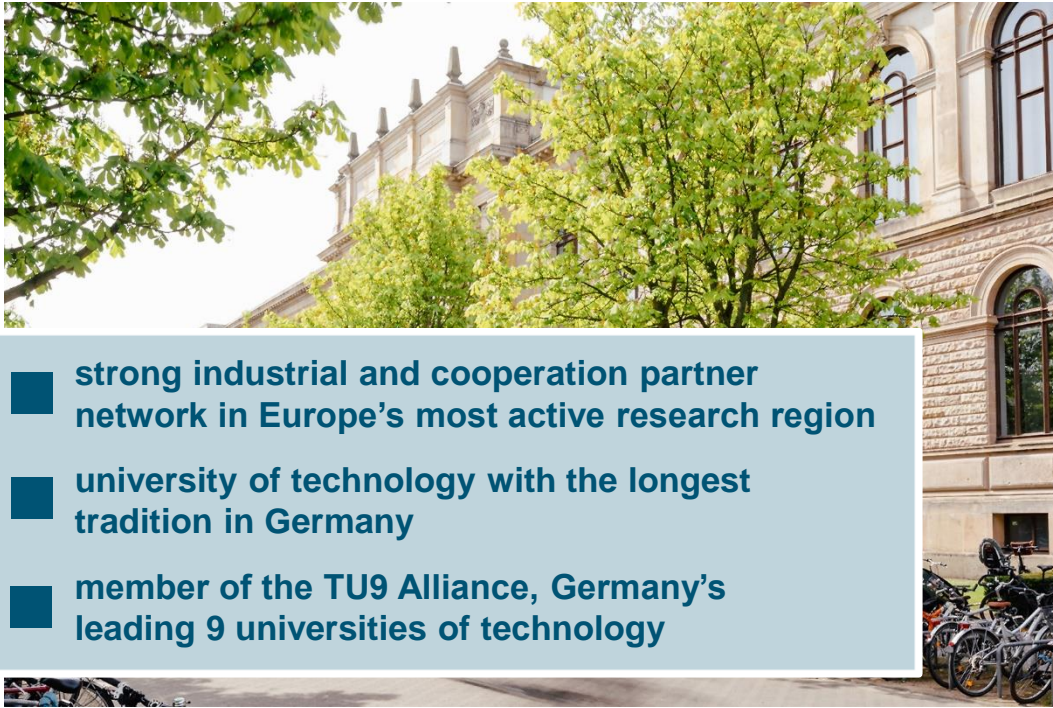 strong industrial and cooperation partner
network in Europe’s most active research region
university of technology with the longest
tradition in Germany
member of the TU9 Alliance, Germany’s
leading 9 universities of technology